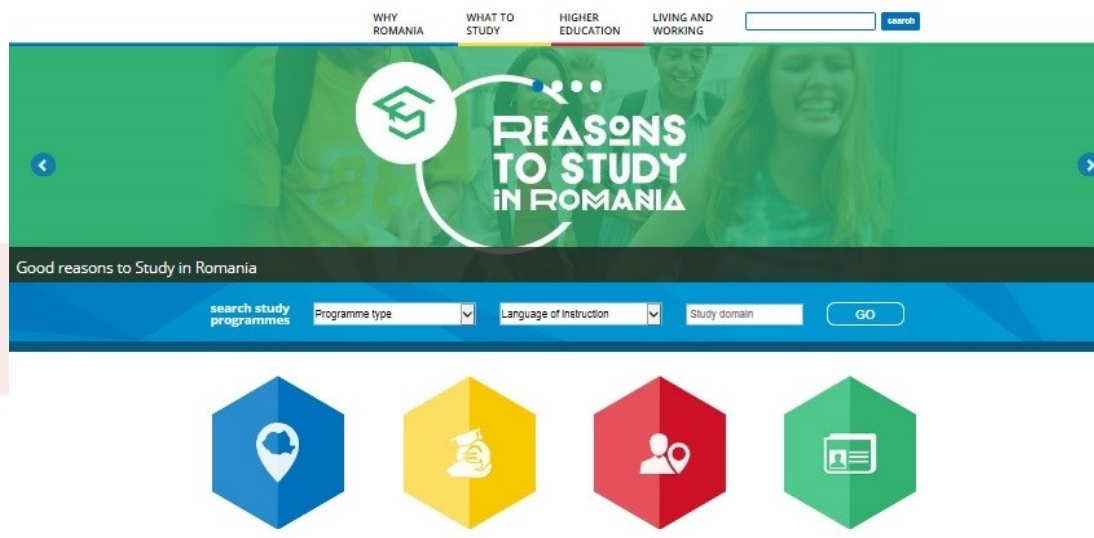 WHY
ROMANIA
WHAT TO
STUDY
HIGHER
EDUCATION
LIVING AND
WORKING
search
REASONS
TO STUDY
iN ROMANIA
Good reasons to Study in Romania
search study
programmes
Programme type
Language of Instruction
Study domain
GO